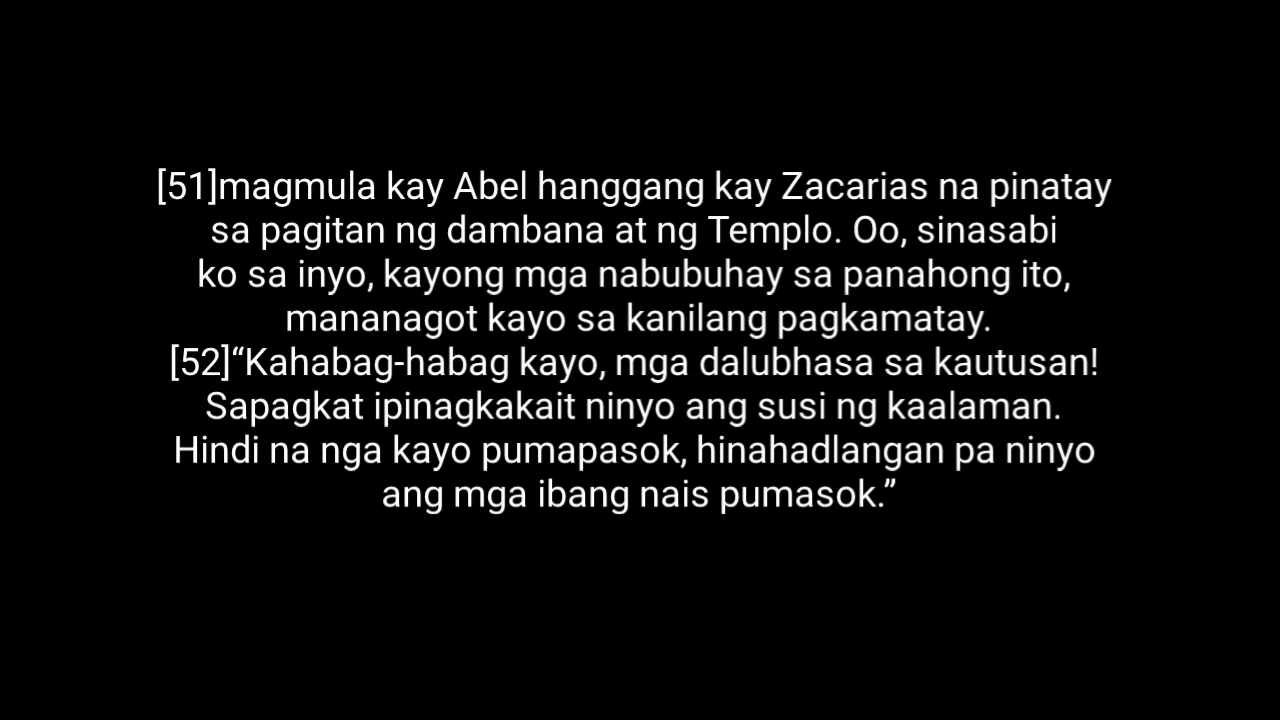 [51]magmula kay Abel hanggang kay Zacarias na pinatay
sa pagitan ng dambana at ng Templo. Oo, sinasabi
ko sa inyo, kayong mga nabubuhay sa panahong ito,
mananagot kayo sa kanilang pagkamatay.
[52]“Kahabag-habag kayo, mga dalubhasa sa kautusan!
Sapagkat ipinagkakait ninyo ang susi ng kaalaman.
Hindi na nga kayo pumapasok, hinahadlangan pa ninyo
ang mga ibang nais pumasok.”